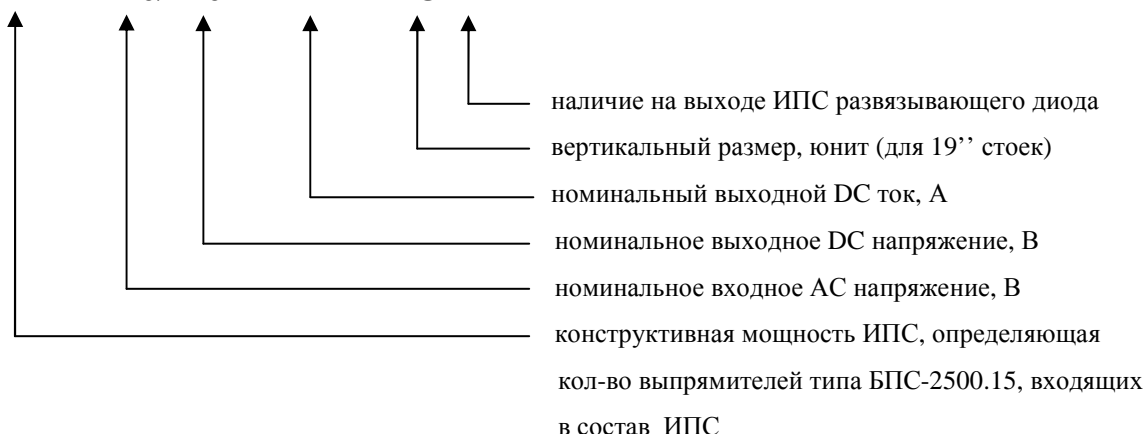 наличие на выходе ИПС развязывающего диода
вертикальный размер, юнит (для 19’’ стоек)
номинальный выходной DC ток, А
номинальное выходное DC напряжение, В
номинальное входное AC напряжение, В
конструктивная мощность ИПС, определяющая
кол-во выпрямителей типа БПС-2500.15, входящих
в состав ИПС